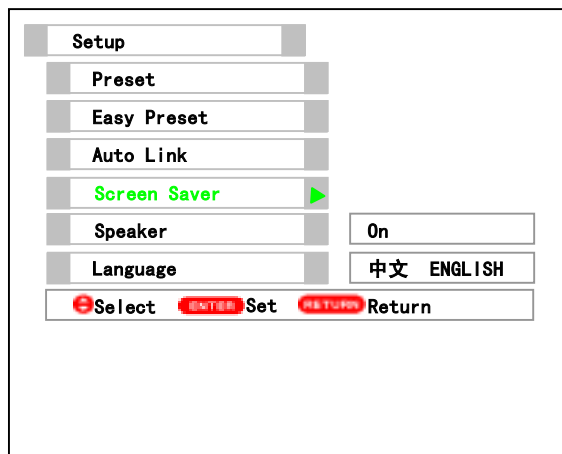 Setup
Preset
Easy Preset
Auto Link
Screen Saver
Speaker On
Language 中文 ENGLISH
Select ENTER Set RETURN Return